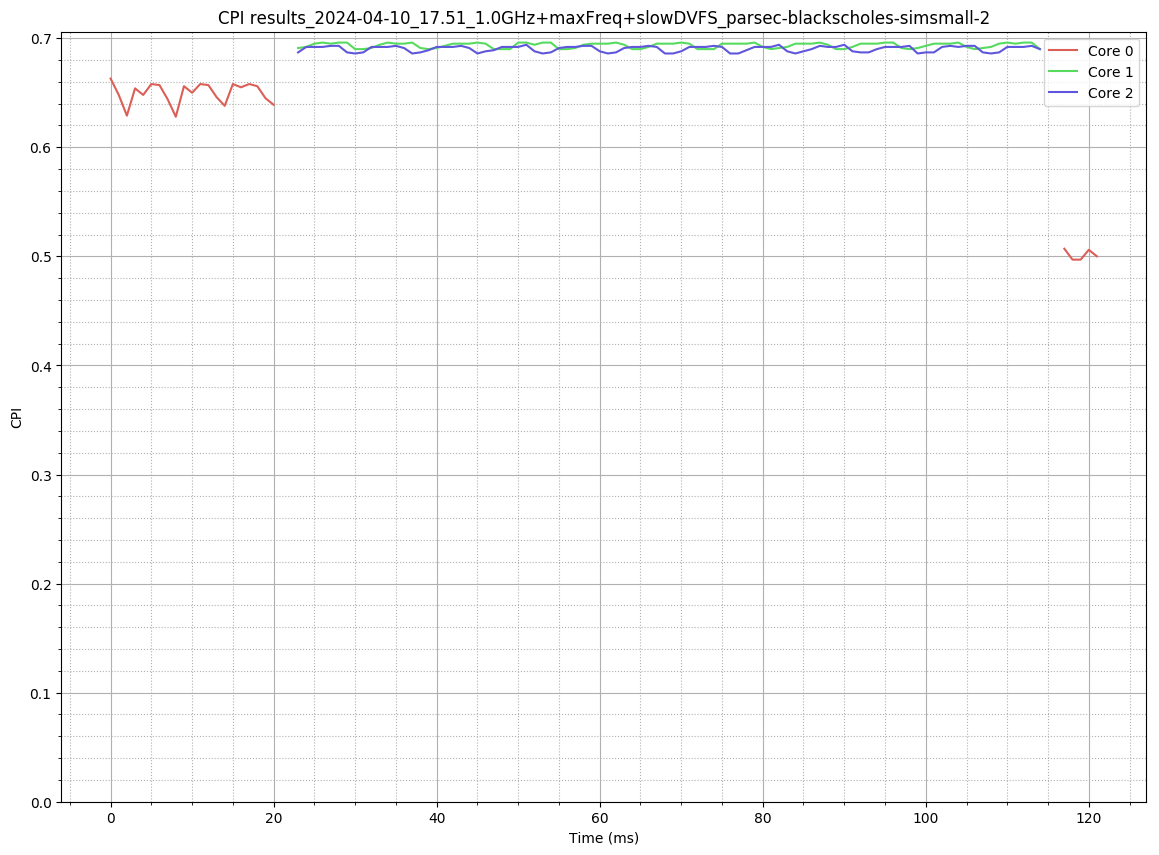 CPI results_2024-04-10_17.51_1.0GHz+maxFreq+slowDVFS_parsec-blackscholes-simsmall-2
Core 0
Core 1
Core 2
0.7
0.6
0.5
0.4
0.3
0.2
0.1
0.0
CPI
0 20 40 60 80 100 120
Time (ms)